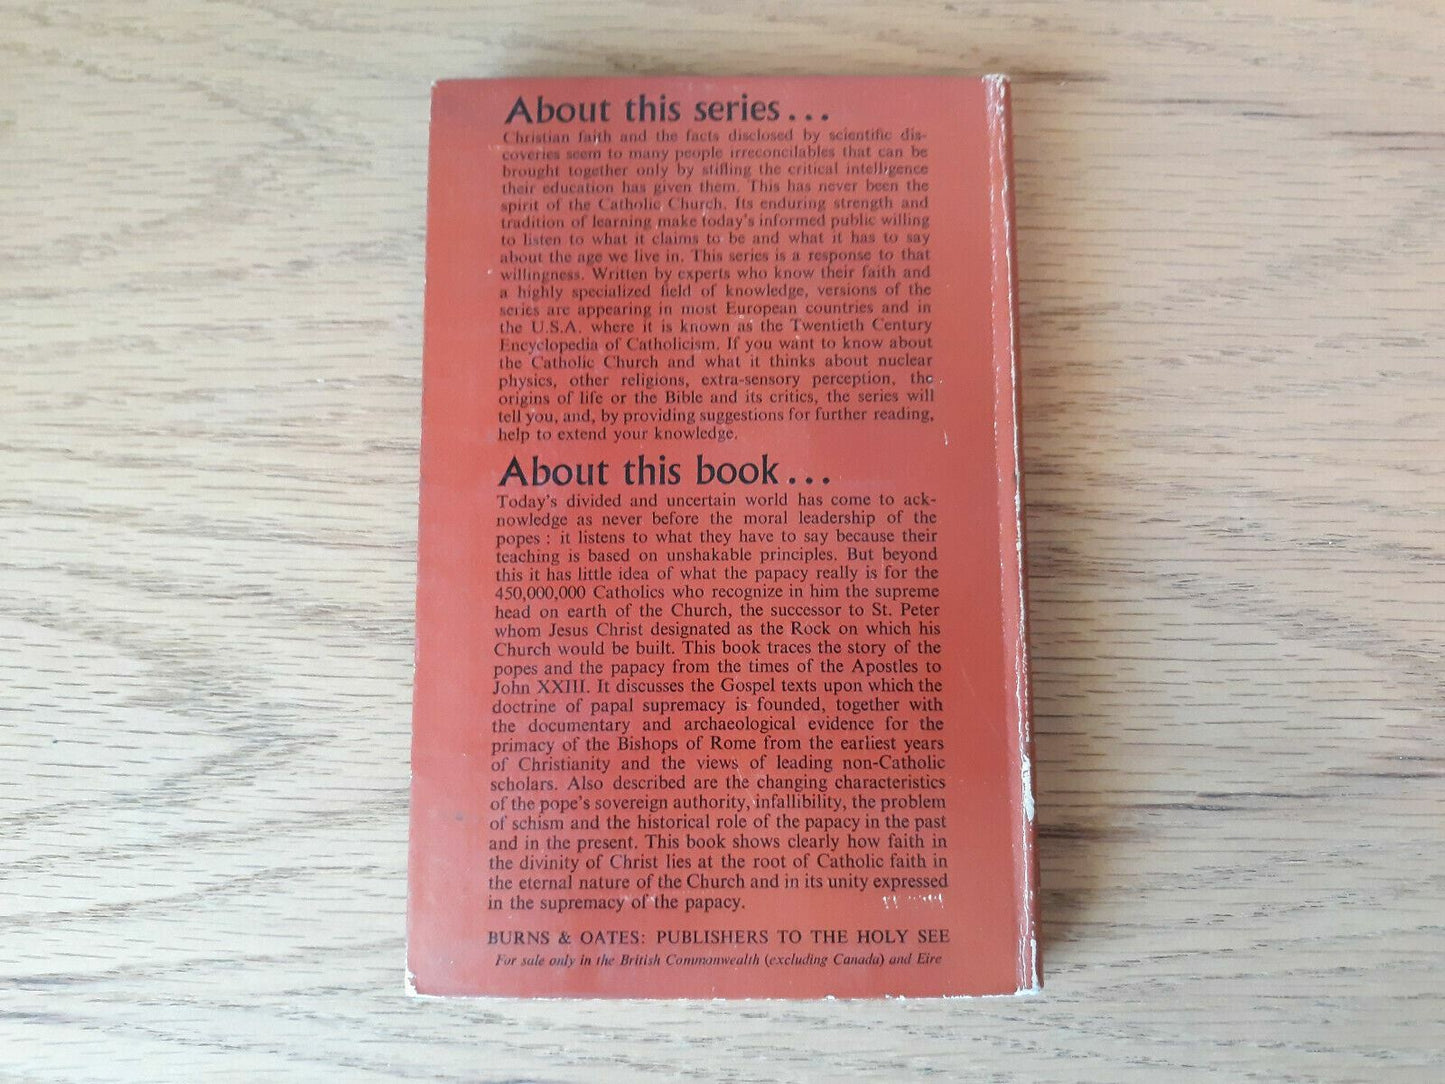 About this series...
Christian faith and the facts disclosed by scientific dis-
coveries seem to many people irreconcilables that can be
brought together only by stifling the critical intelligence
their education has given them. This has never been the
spirit of the Catholic Church. Its enduring strength and
tradition of learning make today's informed public willing
to listen to what it claims to be and what it has to say
about the age we live in. This series is a response to that
willingness. Written by experts who know their faith and
a highly specialized field of knowledge, versions of the
series are appearing in most European countries and in
the U.S.A. where it is known as the Twentieth Century
Encyclopedia of Catholicism. If you want to know about
the Catholic Church and what it thinks about nuclear
physics, other religions, extra-sensory perception, the
origins of life or the Bible and its critics, the series will
tell you, and, by providing suggestions for further reading,
help to extend your knowledge.
About this book...
Today's divided and uncertain world has come to ack-
nowledge as never before the moral leadership of the
popes : it listens to what they have to say because their
teaching is based on unshakable principles. But beyond
this it has little idea of what the papacy really is for the
450,000,000 Catholics who recognize in him the supreme
head on earth of the Church, the successor to St. Peter
whom Jesus Christ designated as the Rock on which his
Church would be built. This book traces the story of the
popes and the papacy from the times of the Apostles to
John XXIII. It discusses the Gospel texts upon which the
doctrine of papal supremacy is founded, together with
the documentary and archaeological evidence for the
primacy of the Bishops of Rome from the earliest years
of Christianity and the views of leading non-Catholic
scholars. Also described are the changing characteristics
of the pope's sovereign authority, infallibility, the problem
of schism and the historical role of the papacy in the past
and in the present. This book shows clearly how faith in
the divinity of Christ lies at the root of Catholic faith in
the eternal nature of the Church and in its unity expressed
in the supremacy of the papacy.
BURNS & OATES: PUBLISHERS TO THE HOLY SEE
For sale only in the British Commonwealth (excluding Canada) and Eire